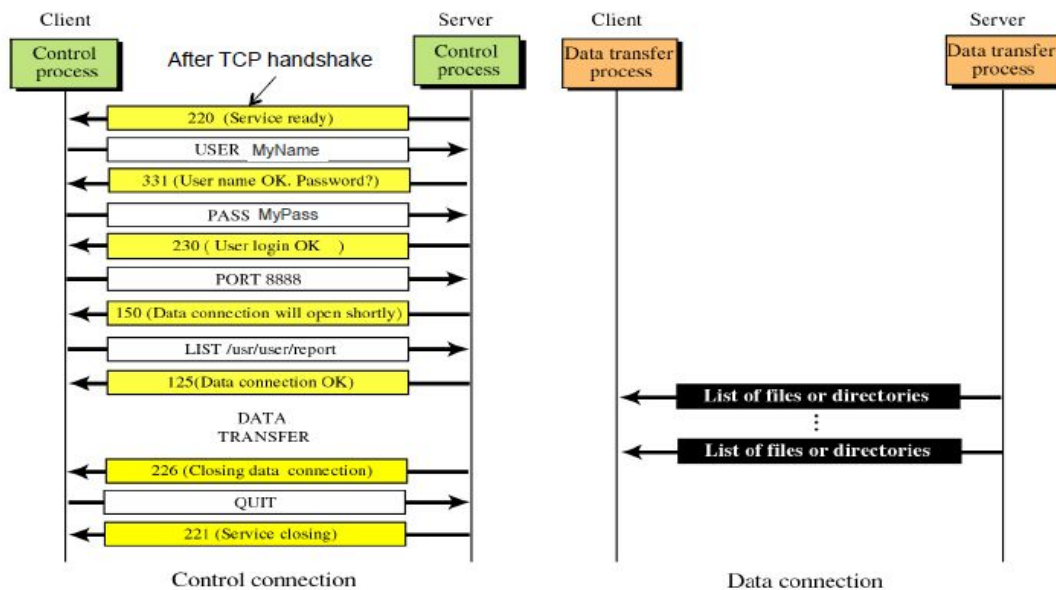 Client
Server
Client
Server
Control
process
After TCP handshake
Control
process
Data transfer
process
Data transfer
process
220 (Service ready)
USER MyName
331 (User name OK. Password?)
PASS MyPass
230 ( User login OK )
PORT 8888
150 (Data connection will open shortly)
LIST /usr/user/report
125(Data connection OK)
DATA
TRANSFER
226 (Closing data connection)
QUIT
221 (Service closing)
Control connection
List of files or directories
List of files or directories
Data connection